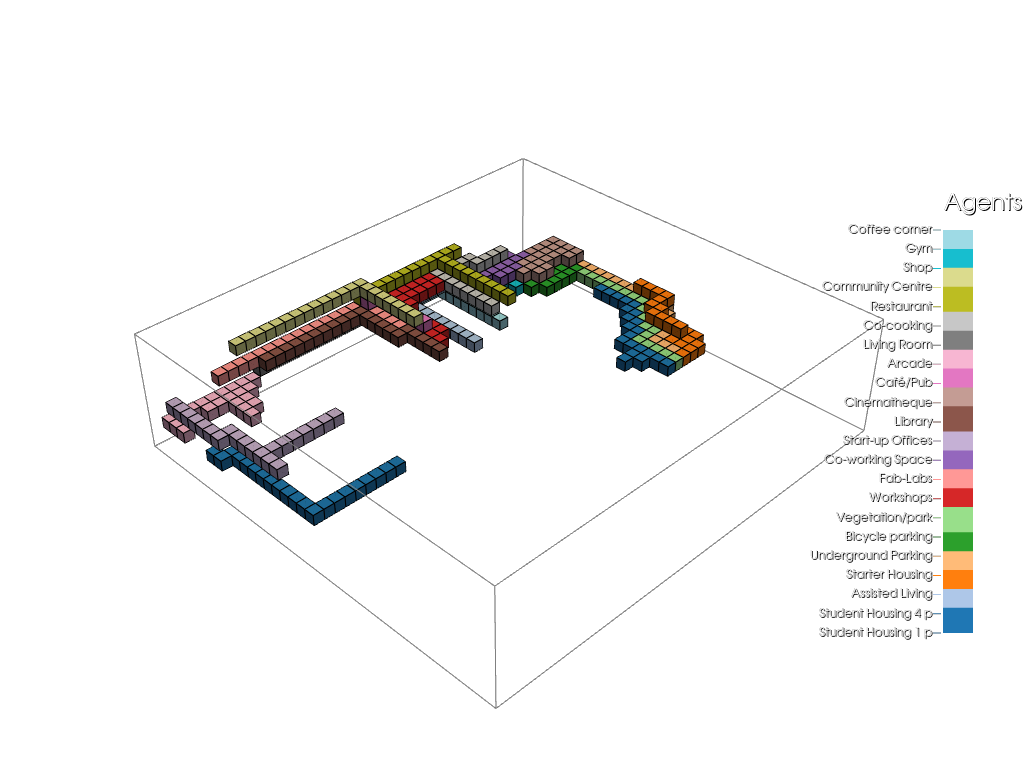 Agents
Coffee corner
Gym
Shop
Community Centre
Restaurant
Co-cooking
Living Room
Arcade
Café/Pub
Cinematheque
Library
Start-up Offices
Co-working Space
Fab-Labs
Workshops
Vegetation/park
Bicycle parking
Underground Parking
Starter Housing
Assisted Living
Student Housing 4 p
Student Housing 1 p